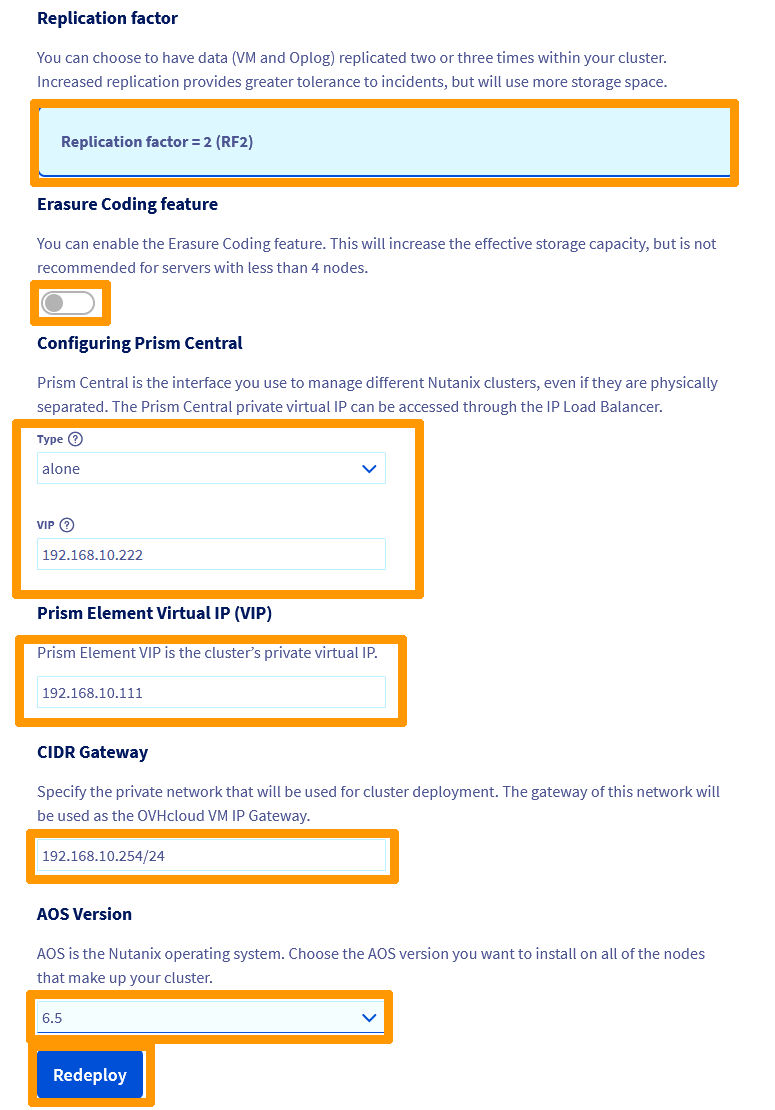 Replication factor
You can choose to have data (VM and Oplog) replicated two or three times within your cluster.
Increased replication provides greater tolerance to incidents, but will use more storage space.
Replication factor = 2 (RF2)
Erasure Coding feature
You can enable the Erasure Coding feature. This will increase the effective storage capacity, but is not
recommended for servers with less than 4 nodes.
Configuring Prism Central
Prism Central is the interface you use to manage different Nutanix clusters, even if they are physically
separated. The Prism Central private virtual IP can be accessed through the IP Load Balancer.
Type ?
alone
VIP ?
192.168.10.222
Prism Element Virtual IP (VIP)
Prism Element VIP is the cluster’s private virtual IP.
192.168.10.111
CIDR Gateway
Specify the private network that will be used for cluster deployment. The gateway of this network will
be used as the OVHcloud VM IP Gateway.
192.168.10.254/24
AOS Version
AOS is the Nutanix operating system. Choose the AOS version you want to install on all of the nodes
that make up your cluster.
6.5
Redeploy